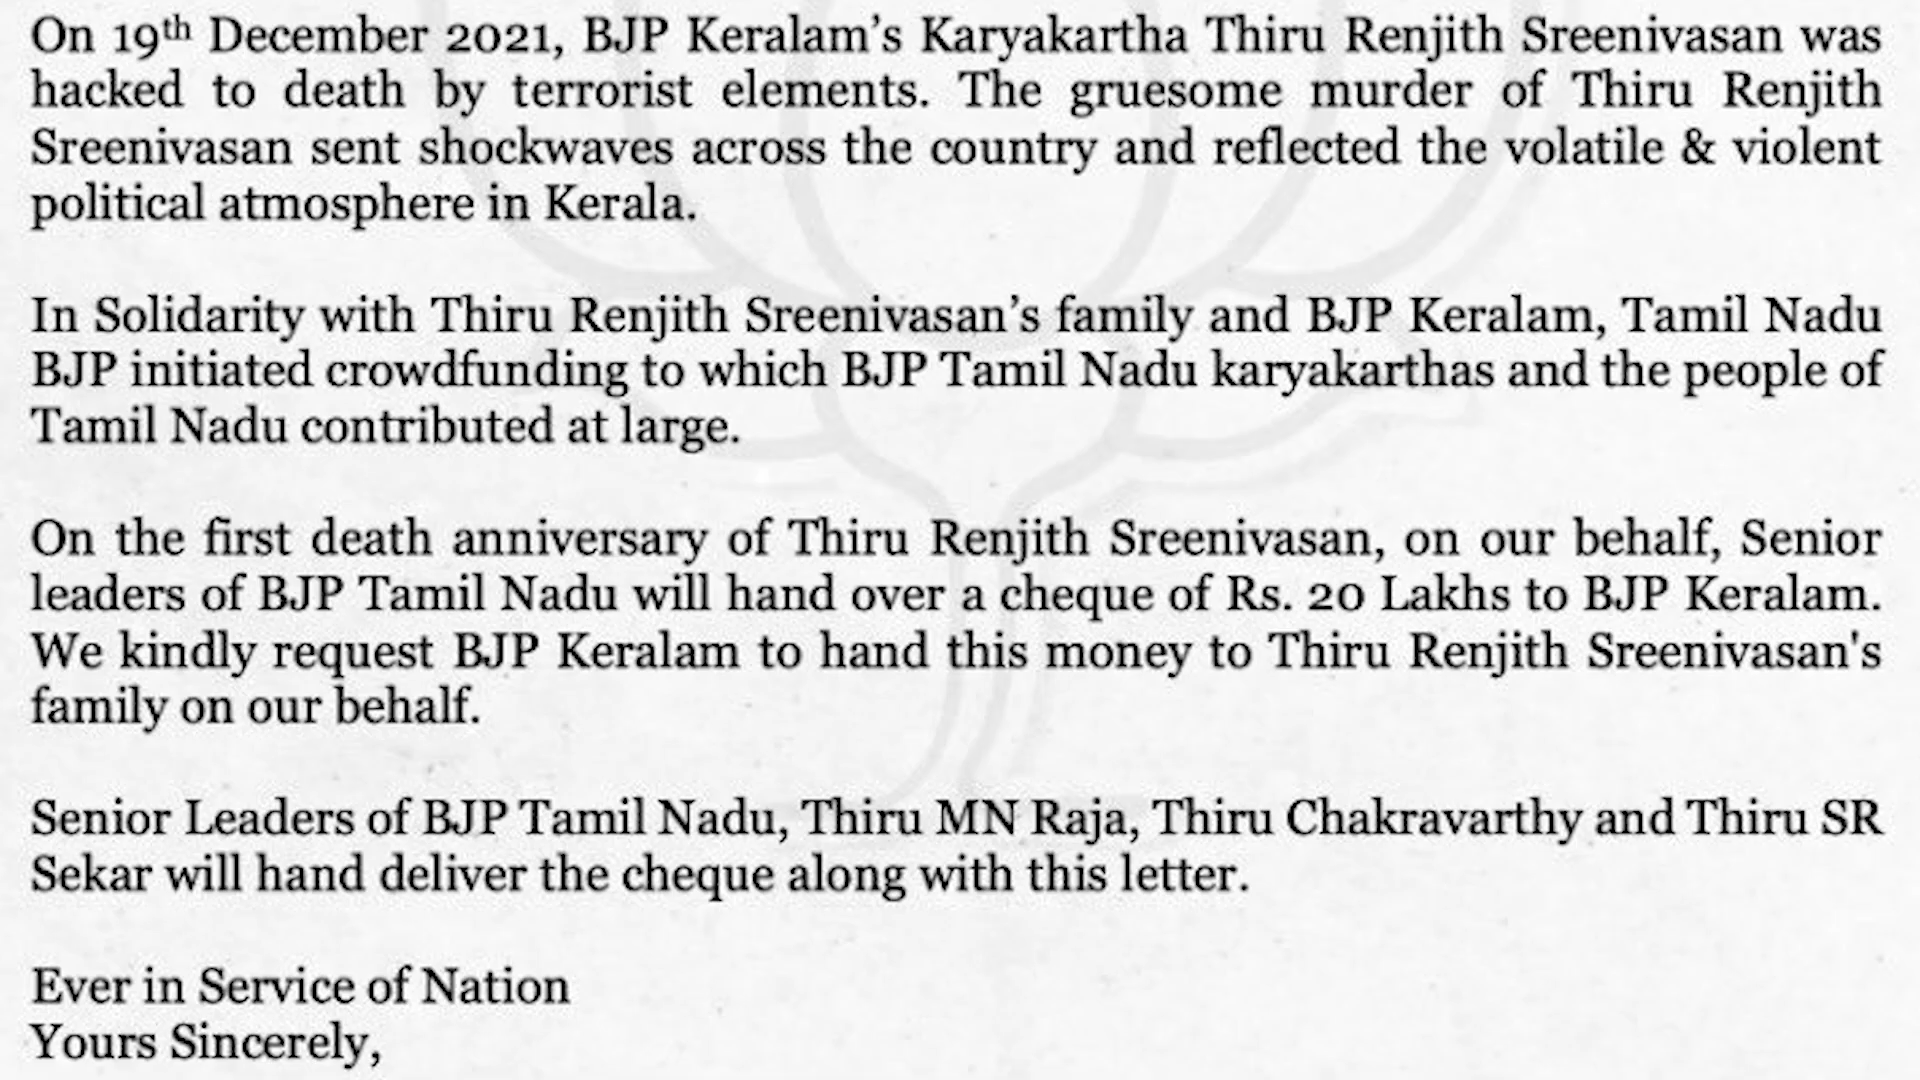 On 19th December 2021, BJP Keralam’s Karyakartha Thiru Renjith Sreenivasan was
hacked to death by terrorist elements. The gruesome murder of Thiru Renjith
Sreenivasan sent shockwaves across the country and reflected the volatile & violent
political atmosphere in Kerala.
In Solidarity with Thiru Renjith Sreenivasan’s family and BJP Keralam, Tamil Nadu
BJP initiated crowdfunding to which BJP Tamil Nadu karyakarthas and the people of
Tamil Nadu contributed at large.
On the first death anniversary of Thiru Renjith Sreenivasan, on our behalf, Senior
leaders of BJP Tamil Nadu will hand over a cheque of Rs. 20 Lakhs to BJP Keralam.
We kindly request BJP Keralam to hand this money to Thiru Renjith Sreenivasan's
family on our behalf.
Senior Leaders of BJP Tamil Nadu, Thiru MN Raja, Thiru Chakravarthy and Thiru SR
Sekar will hand deliver the cheque along with this letter.
Ever in Service of Nation
Yours Sincerely,